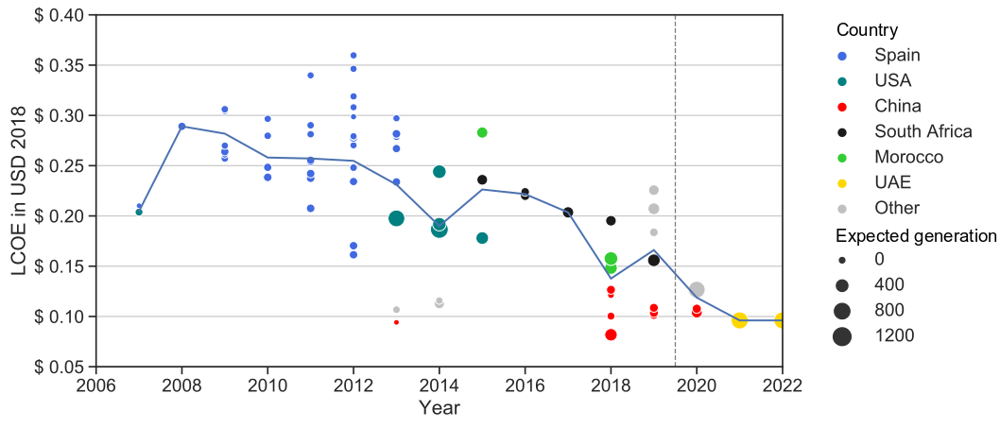 $ 0.40
$ 0.35
$ 0.30
$ 0.25
$ 0.20
$ 0.15
$ 0.10
$ 0.05
LCOE in USD 2018
2006 2008 2010 2012 2014 2016 2018 2020 2022
Year
Country
Spain
USA
China
South Africa
Morocco
UAE
Other
Expected generation
0
400
800
1200